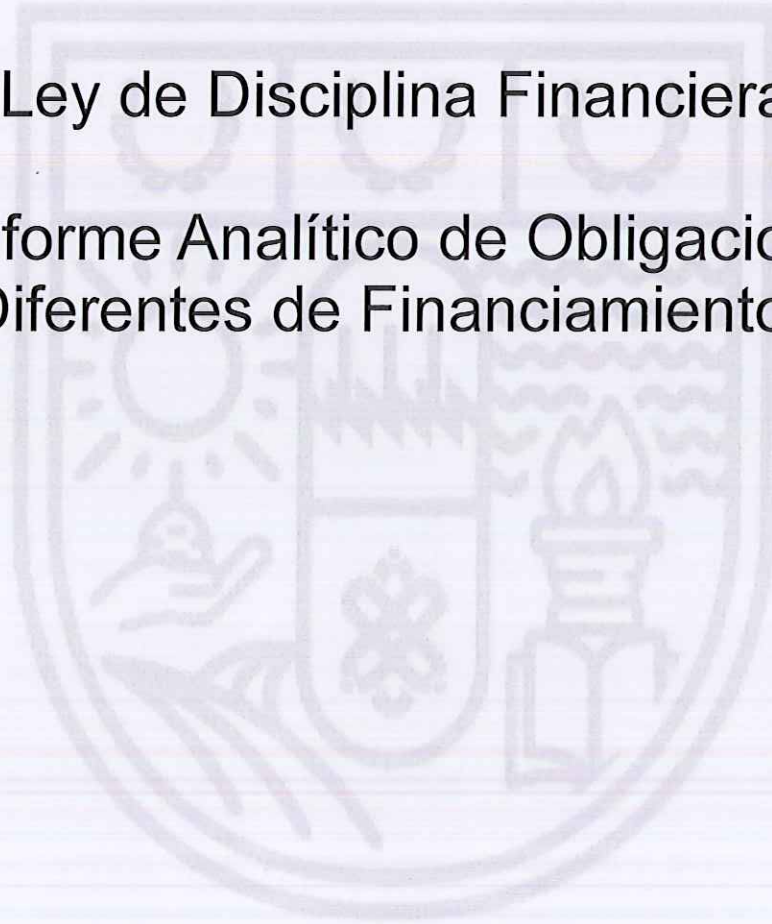 Ley de Disciplina Financiera
forme Analítico de Obligacio
Diferentes de Financiamiento